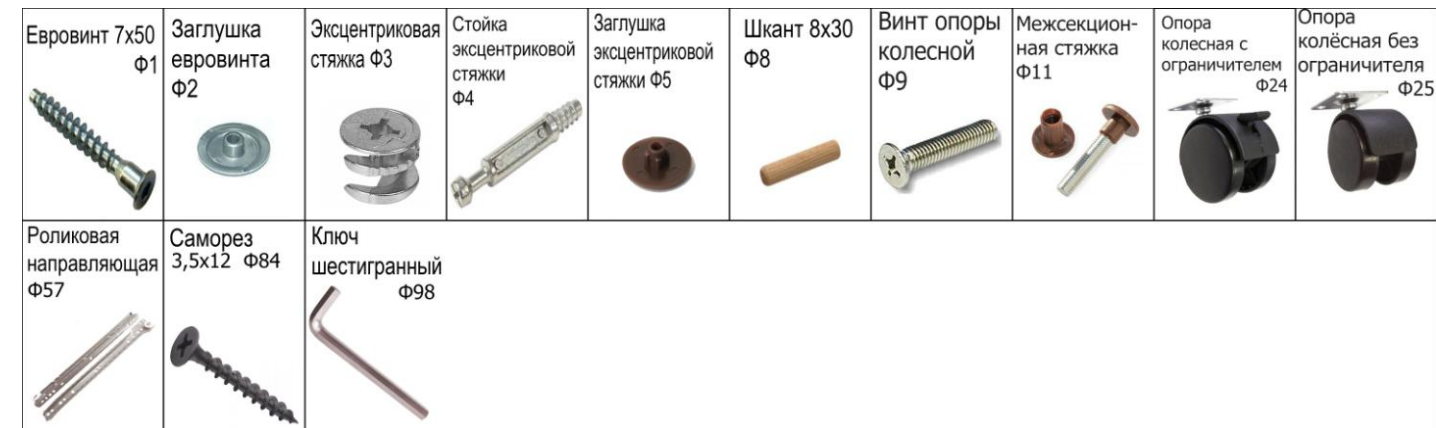 Евровинт 7х50
Ф1
Заглушка
евровинта
Ф2
Эксцентриковая
стяжка Ф3
Стойка
эксцентриковой
стяжки
Ф4
Заглушка
эксцентриковой
стяжки Ф5
Шкант 8х30
Ф8
Винт опоры
колесной
Ф9
Межсекцион-
ная стяжка
Ф11
Опора
колесная с
ограничителем
Ф24
Опора
колёсная без
ограничителя
Ф25
Роликовая
направляющая
Ф57
Саморез
3,5х12 Ф84
Ключ
шестигранный
Ф98